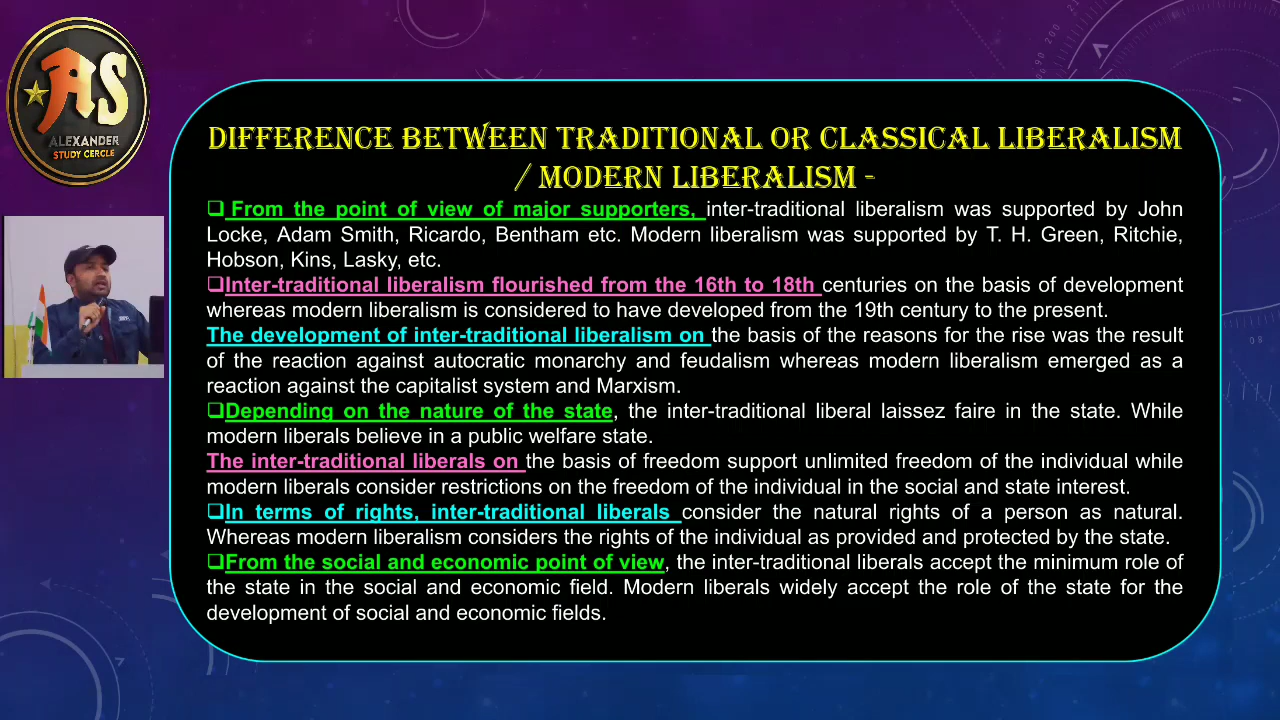 AS
ALEXANDER
STUDY CERCLE
DIFFERENCE BETWEEN TRADITIONAL OR CLASSICAL LIBERALISM
/ MODERN LIBERALISM -
❑ From the point of view of major supporters, inter-traditional liberalism was supported by John
Locke, Adam Smith, Ricardo, Bentham etc. Modern liberalism was supported by T. H. Green, Ritchie,
Hobson, Kins, Lasky, etc.
❑Inter-traditional liberalism flourished from the 16th to 18th centuries on the basis of development
whereas modern liberalism is considered to have developed from the 19th century to the present.
The development of inter-traditional liberalism on the basis of the reasons for the rise was the result
of the reaction against autocratic monarchy and feudalism whereas modern liberalism emerged as a
reaction against the capitalist system and Marxism.
❑Depending on the nature of the state, the inter-traditional liberal laissez faire in the state. While
modern liberals believe in a public welfare state.
The inter-traditional liberals on the basis of freedom support unlimited freedom of the individual while
modern liberals consider restrictions on the freedom of the individual in the social and state interest.
❑In terms of rights, inter-traditional liberals consider the natural rights of a person as natural.
Whereas modern liberalism considers the rights of the individual as provided and protected by the state.
❑From the social and economic point of view, the inter-traditional liberals accept the minimum role of
the state in the social and economic field. Modern liberals widely accept the role of the state for the
development of social and economic fields.